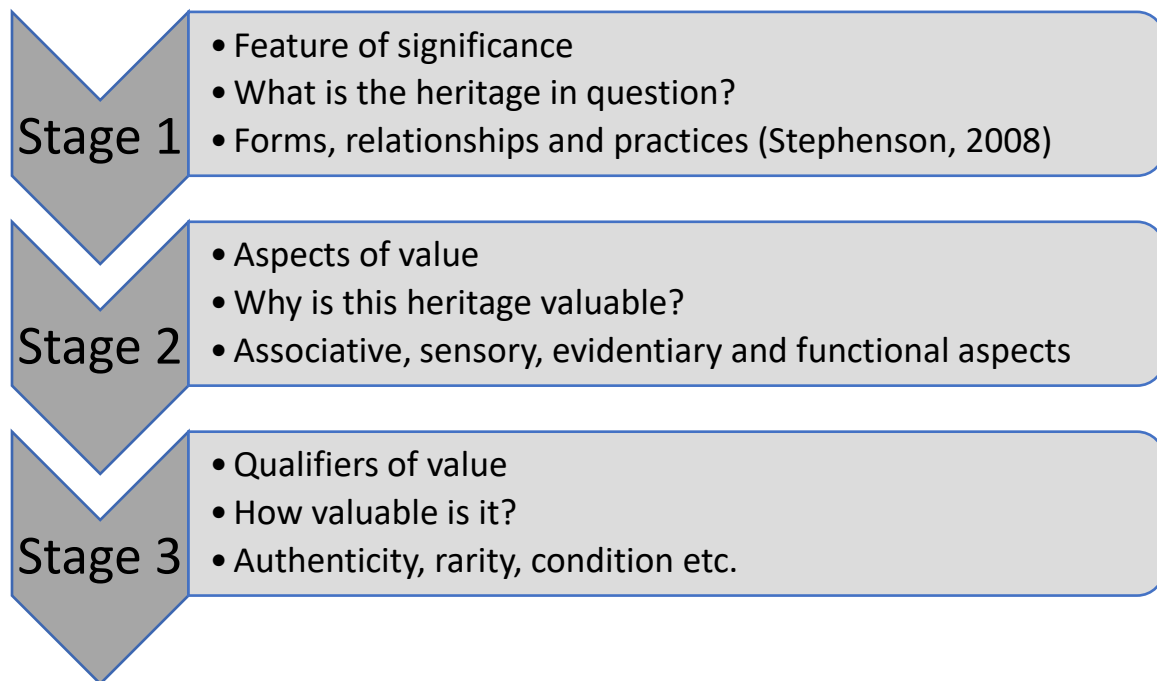 Stage 1
• Feature of significance
• What is the heritage in question?
• Forms, relationships and practices (Stephenson, 2008)
Stage 2
• Aspects of value
• Why is this heritage valuable?
• Associative, sensory, evidentiary and functional aspects
Stage 3
• Qualifiers of value
• How valuable is it?
• Authenticity, rarity, condition etc.